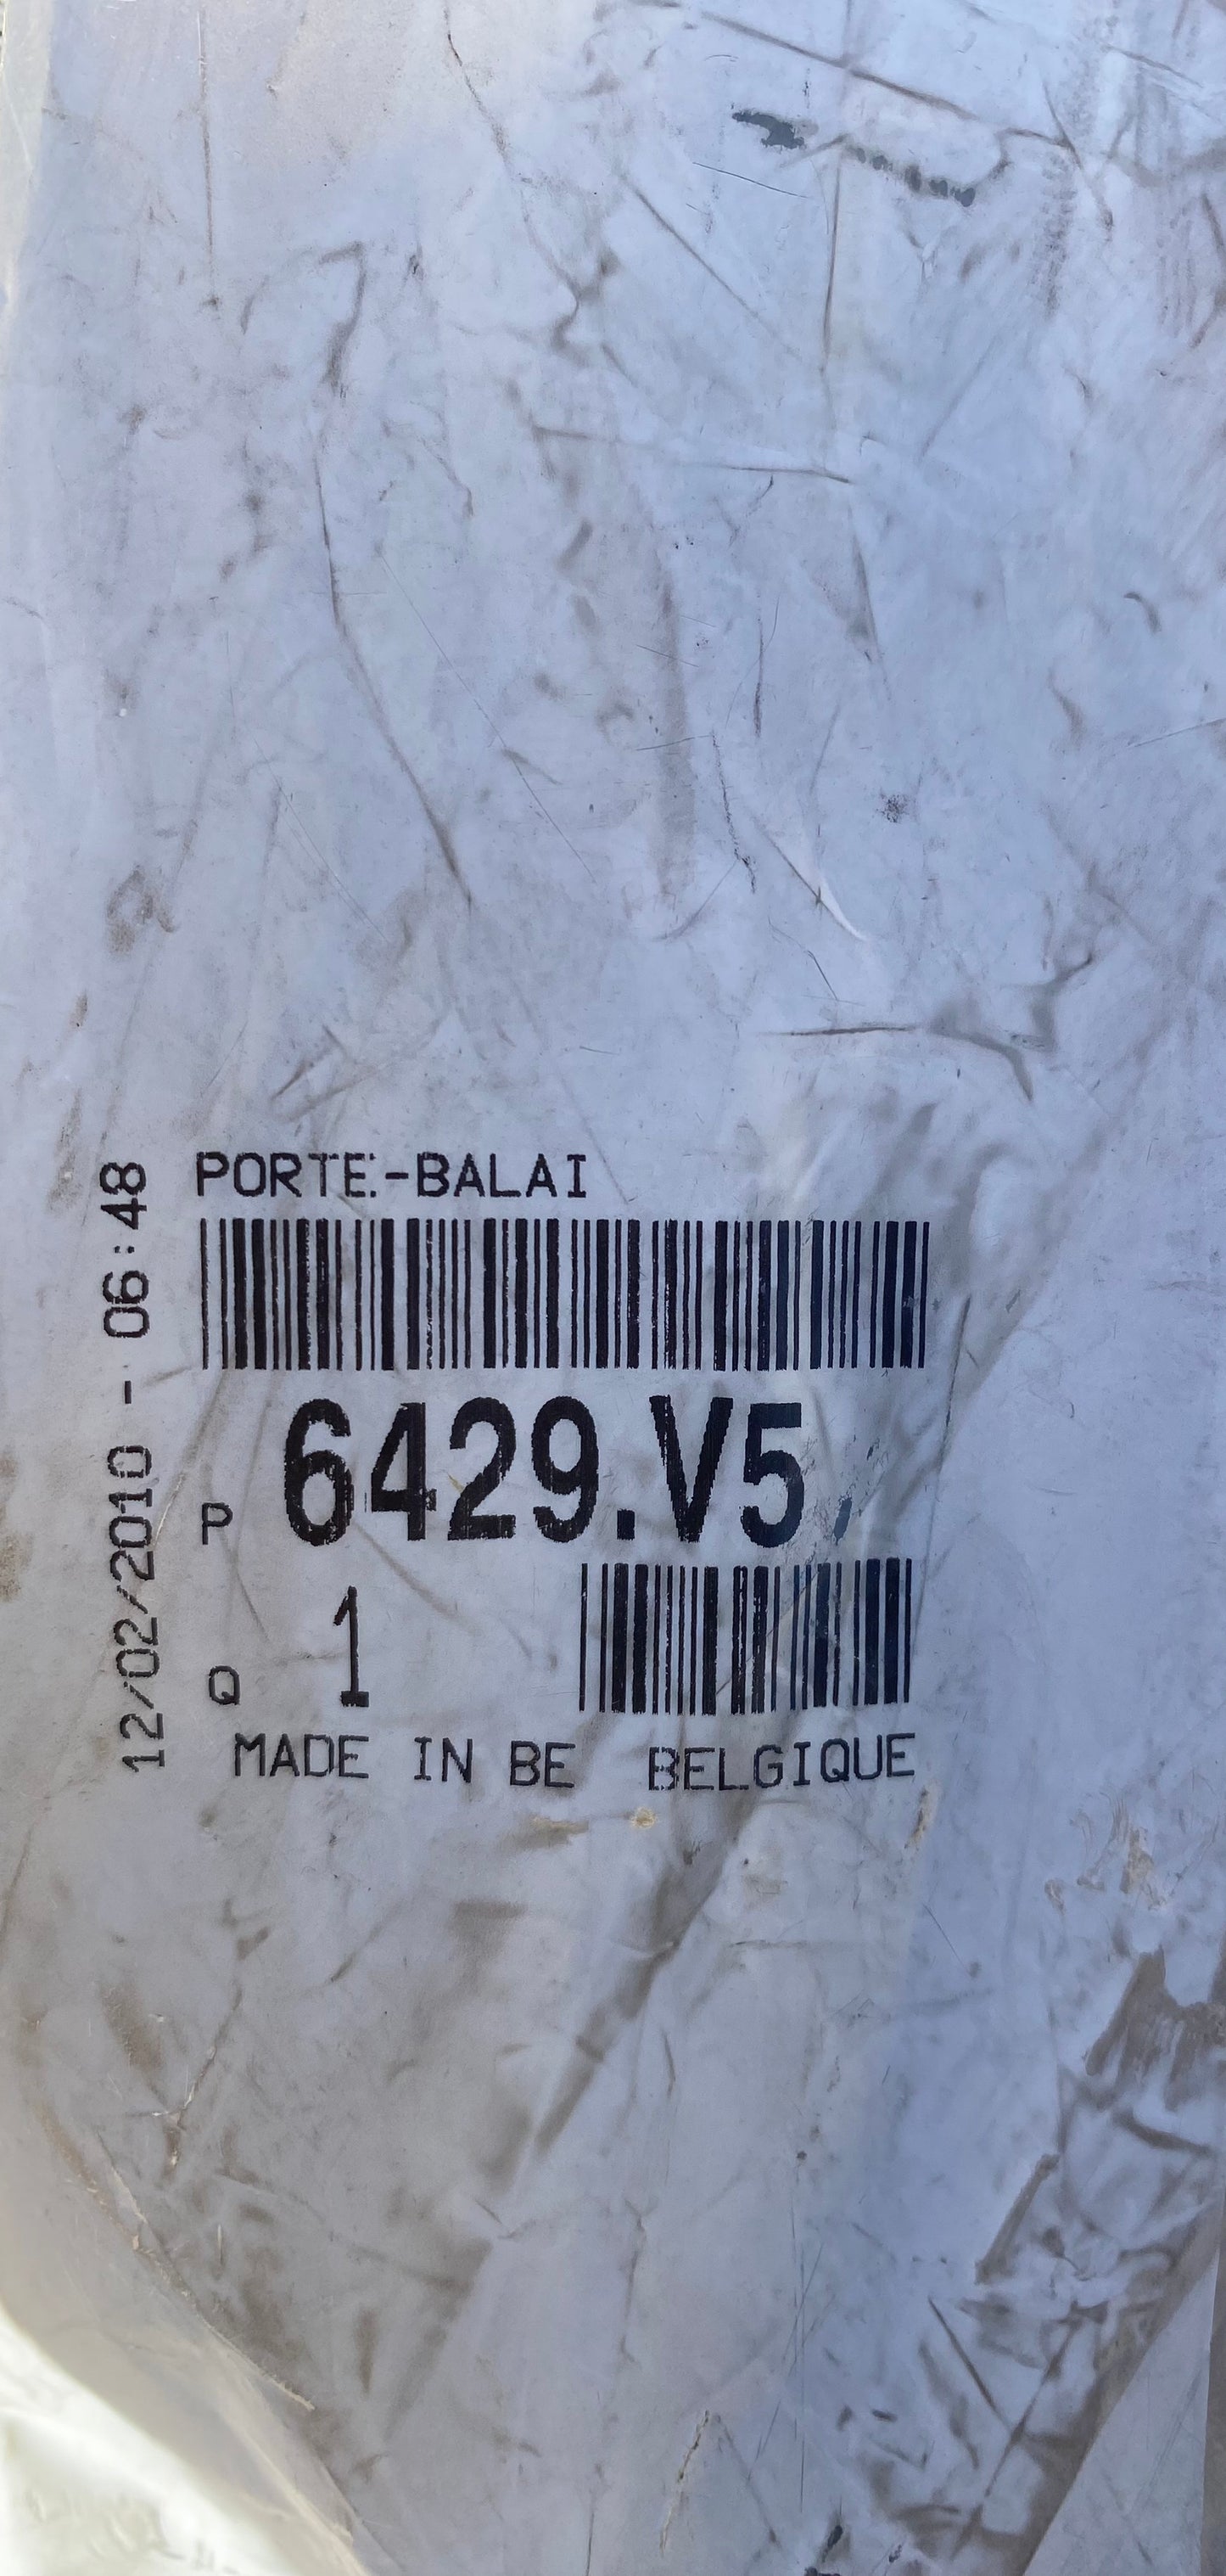 PORTE-BALAI
P 6429.V5
Q 1
MADE IN BE BELGIQUE
12/02/2010 - 06:48